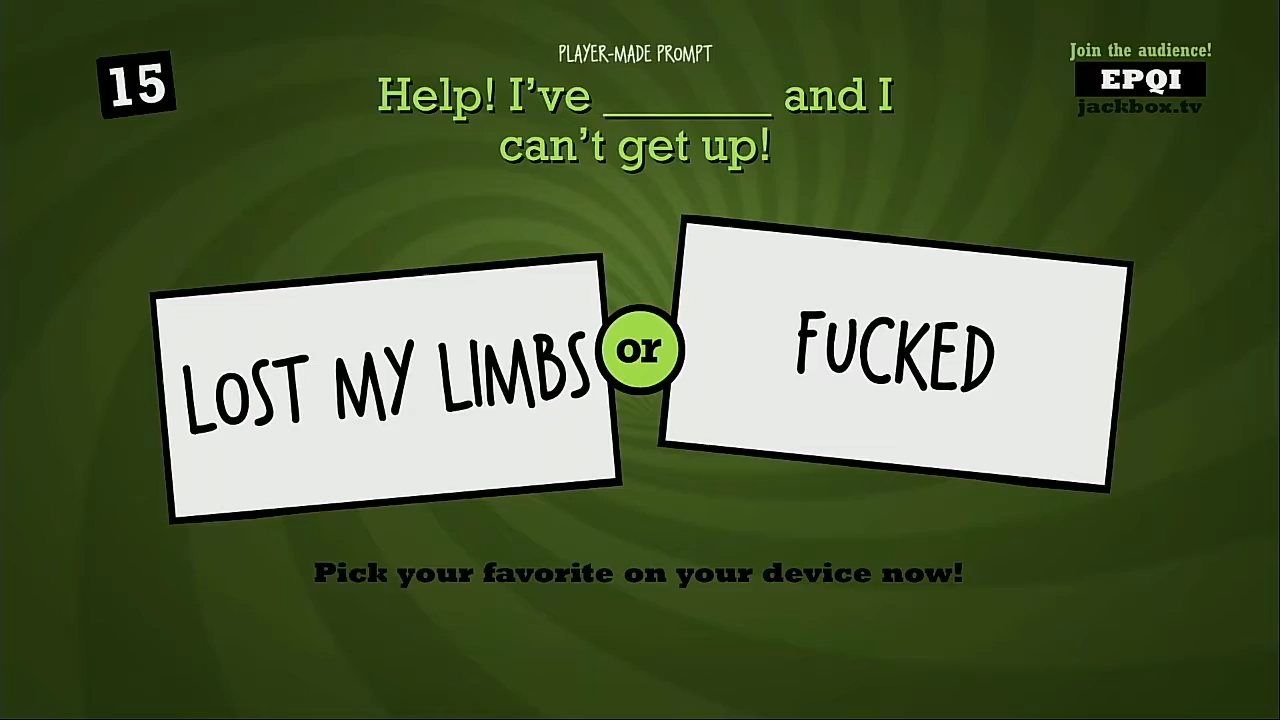 15
PLAYER-MADE PROMPT
Help! I've ________ and I
can't get up!
Join the audience!
EPQI
jackbox.tv
LOST MY LIMBS
or
FUCKED
Pick your favorite on your device now!